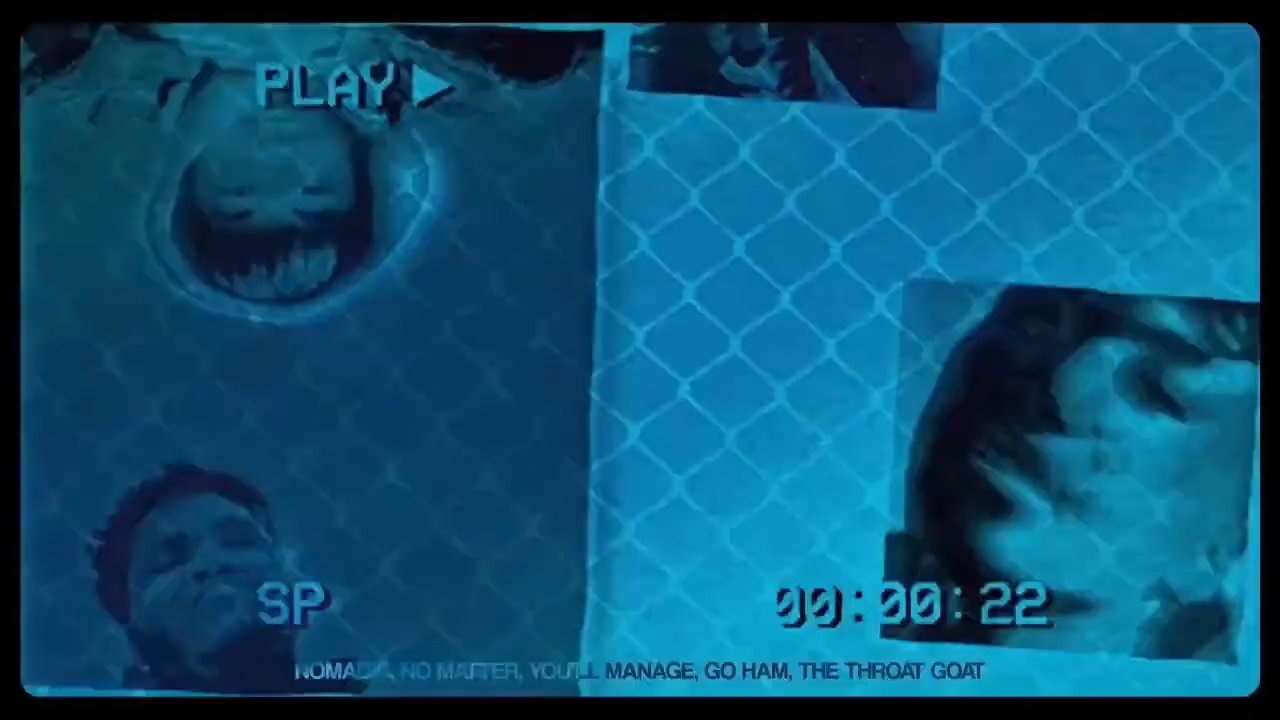 PLAY
SP
00:00:22
NO MATTER, YOU'LL MANAGE, GO HAM, THE THROAT GOAT